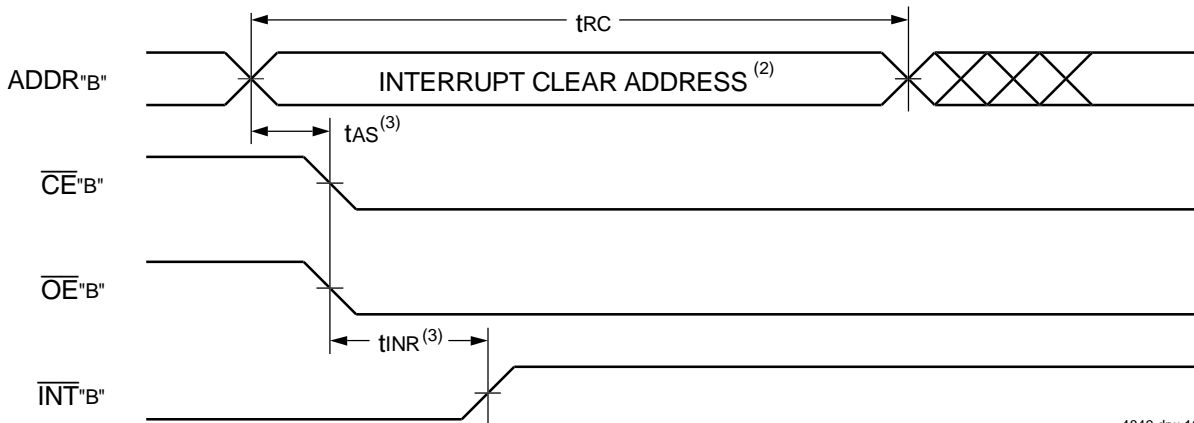 tRC
ADDR"B"
INTERRUPT CLEAR ADDRESS (2)
tAS(3)
CE"B"
OE"B"
tINR(3)
INT"B"